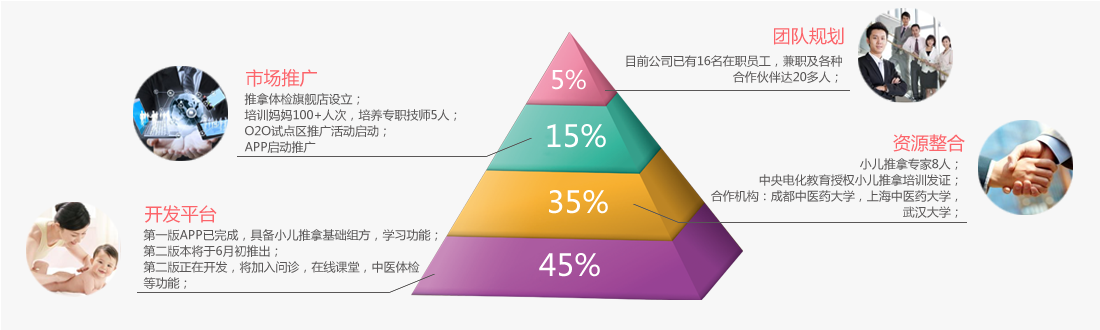 团队规划
目前公司已有16名在职员工，兼职及各种
合作伙伴达20多人；
5%
市场推广
推拿体检旗舰店设立；
培训妈妈100+人次，培养专职技师5人；
O2O试点区推广活动启动；
APP启动推广
15%
资源整合
小儿推拿专家8人；
中央电化教育授权小儿推拿培训发证；
合作机构：成都中医药大学，上海中医药大学，
武汉大学；
35%
开发平台
第一版APP已完成，具备小儿推拿基础组方，学习功能；
第二版本将于6月初推出；
第二版正在开发，将加入问诊，在线课堂，中医体检
等功能；
45%